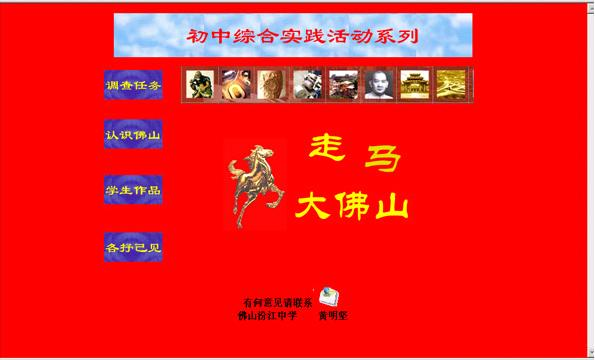 初中综合实践活动系列
调查任务
认识佛山
学生作品
各抒己见
走马
大佛山
有何意见请联系
佛山汾江中学 黄明坚